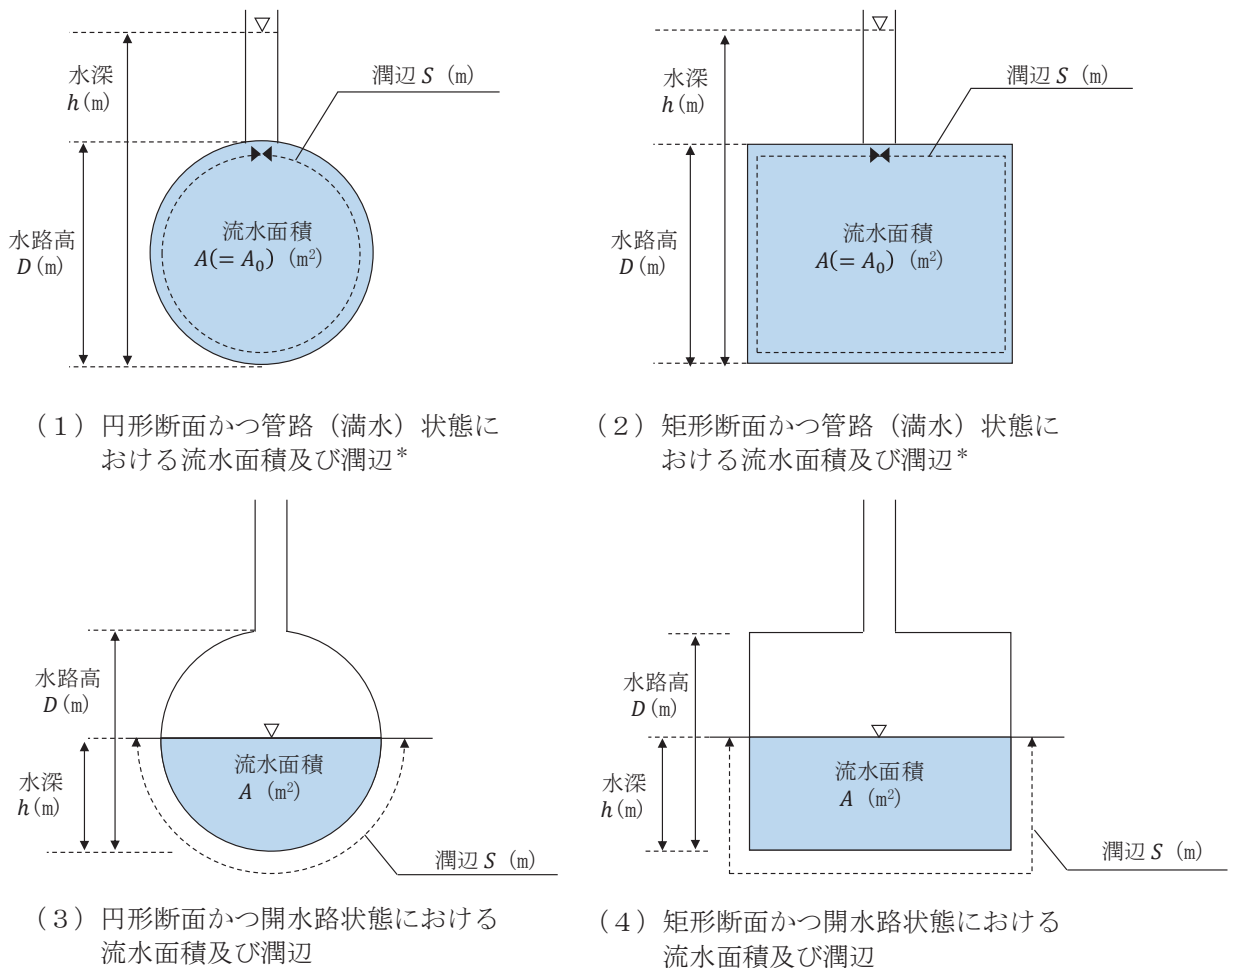 水深
h(m)
潤辺 S (m)
水路高
D(m)
流水面積
A(= A₀) (m²)
(1) 円形断面かつ管路(満水)状態に
おける流水面積及び潤辺*
水深
h(m)
潤辺 S (m)
水路高
D(m)
流水面積
A(= A₀) (m²)
(2) 矩形断面かつ管路(満水)状態に
おける流水面積及び潤辺*
水路高
D(m)
水深
h(m)
流水面積
A (m²)
潤辺 S (m)
(3) 円形断面かつ開水路状態における
流水面積及び潤辺
水路高
D(m)
水深
h(m)
流水面積
A (m²)
潤辺 S (m)
(4) 矩形断面かつ開水路状態における
流水面積及び潤辺